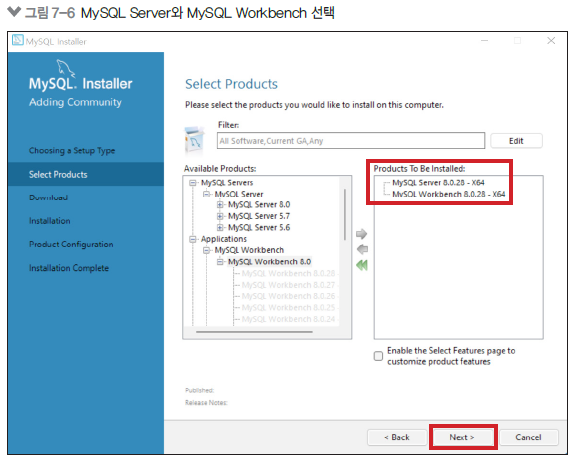 그림 7-6 MySQL Server와 MySQL Workbench 선택
MySQL Installer
MySQL. Installer
Adding Community
Choosing a Setup Type
Select Products
Download
Installation
Product Configuration
Installation Complete
Select Products
Please select the products you would like to install on this computer.
Filter:
All Software,Current GA,Any
Edit
Available Products:
MySQL Servers
MySQL Server
MySQL Server 8.0
MySQL Server 5.7
MySQL Server 5.6
Applications
MySQL Workbench
MySQL Workbench 8.0
MySQL Workbench 8.0.28
MySQL Workbench 8.0.27
MySQL Workbench 8.0.26
MySQL Workbench 8.0.25
MySQL Workbench 8.0.24
Products To Be Installed:
MySQL Server 8.0.28 - X64
MySQL Workbench 8.0.28 - X64
Enable the Select Features page to
customize product features
Published:
Release Notes:
< Back
Next >
Cancel